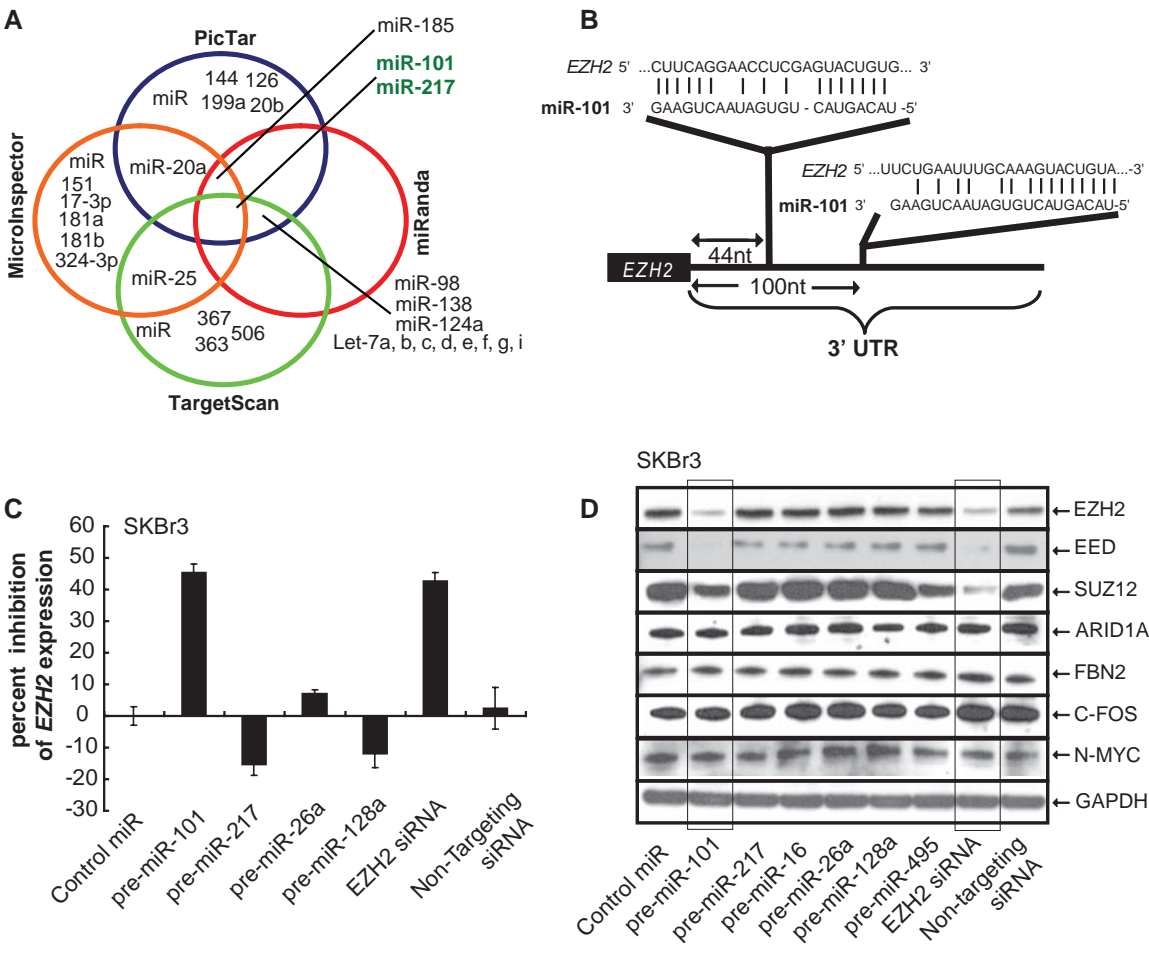 A
PicTar
miR-185
miR-101
miR-217
144 126
miR
199a 20b
miR-20a
MicroInspector
miR
151
17-3p
181a
181b
324-3p
miRanda
miR-25
miR-98
miR-138
miR-124a
Let-7a, b, c, d, e, f, g, i
miR
367
506
363
TargetScan
B
EZH2 5' ...CUUCAGGAACCUCGAGUACUGUG... 3'
miR-101 3' GAAGUCAAUAGUGU - CAUGACAU -5'
EZH2 5' ...UUCUGAAUUUGCAAAGUACUGUA...-3'
miR-101 3' GAAGUCAAUAGUGUCAUGACAU-5'
44nt
EZH2
100nt
3’ UTR
C
SKBr3
percent inhibition
of EZH2 expression
60
50
40
30
20
10
0
-10
-20
-30
Control miR
pre-miR-101
pre-miR-217
pre-miR-26a
pre-miR-128a
EZH2 siRNA
Non-Targeting
siRNA
D
SKBr3
EZH2
EED
SUZ12
ARID1A
FBN2
C-FOS
N-MYC
GAPDH
Control miR
pre-miR-101
pre-miR-217
pre-miR-16
pre-miR-26a
pre-miR-128a
pre-miR-495
EZH2 siRNA
Non-targeting
siRNA